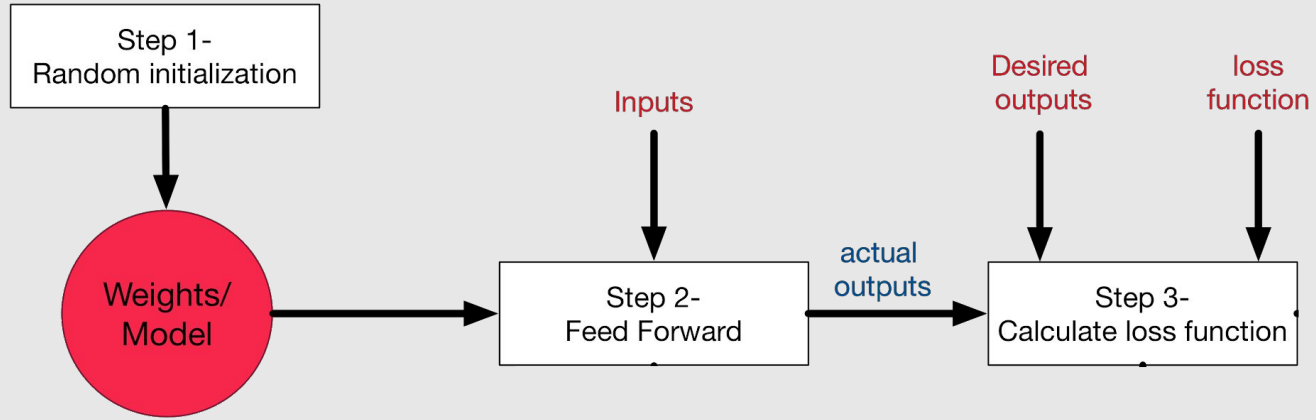 Step 1-
Random initialization
Inputs
Desired
outputs
loss
function
Weights/
Model
Step 2-
Feed Forward
actual
outputs
Step 3-
Calculate loss function